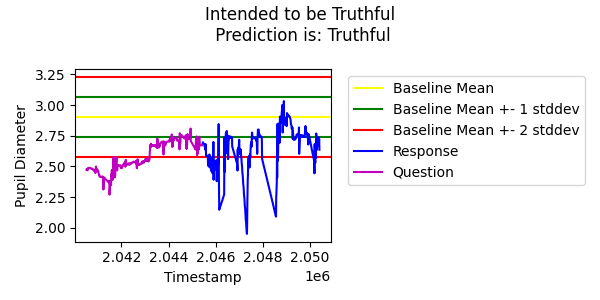 Intended to be Truthful
Prediction is: Truthful
3.25
3.00
2.75
2.50
2.25
2.00
Pupil Diameter
2.042 2.044 2.046 2.048 2.050
1e6
Timestamp
Baseline Mean
Baseline Mean +- 1 stddev
Baseline Mean +- 2 stddev
Response
Question